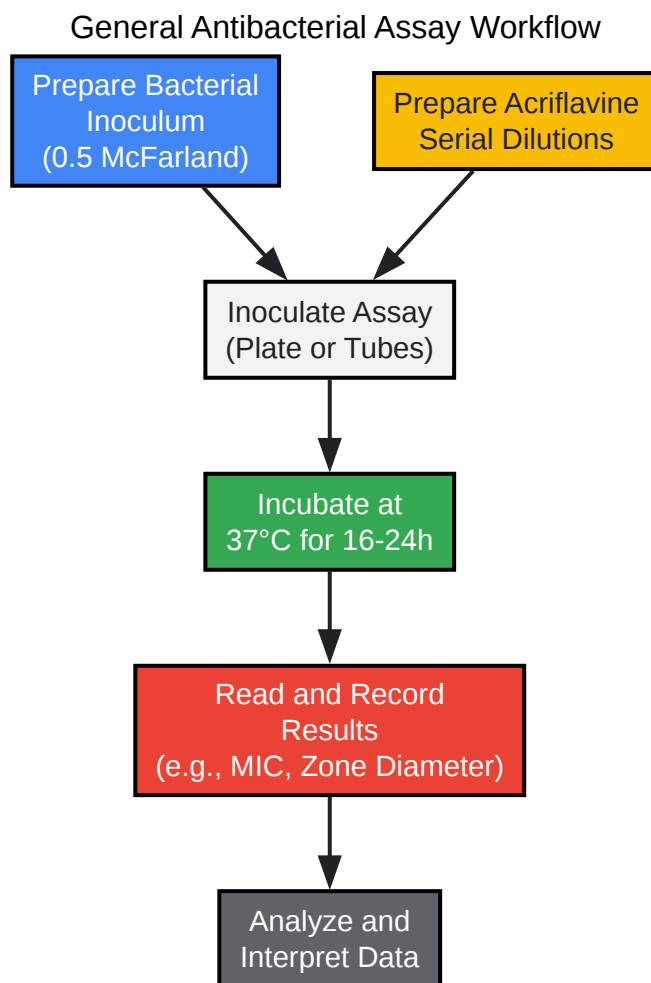 General Antibacterial Assay Workflow
Prepare Bacterial
Inoculum
(0.5 McFarland)
Prepare Acriflavine
Serial Dilutions
Inoculate Assay
(Plate or Tubes)
Incubate at
37°C for 16-24h
Read and Record
Results
(e.g., MIC, Zone Diameter)
Analyze and
Interpret Data